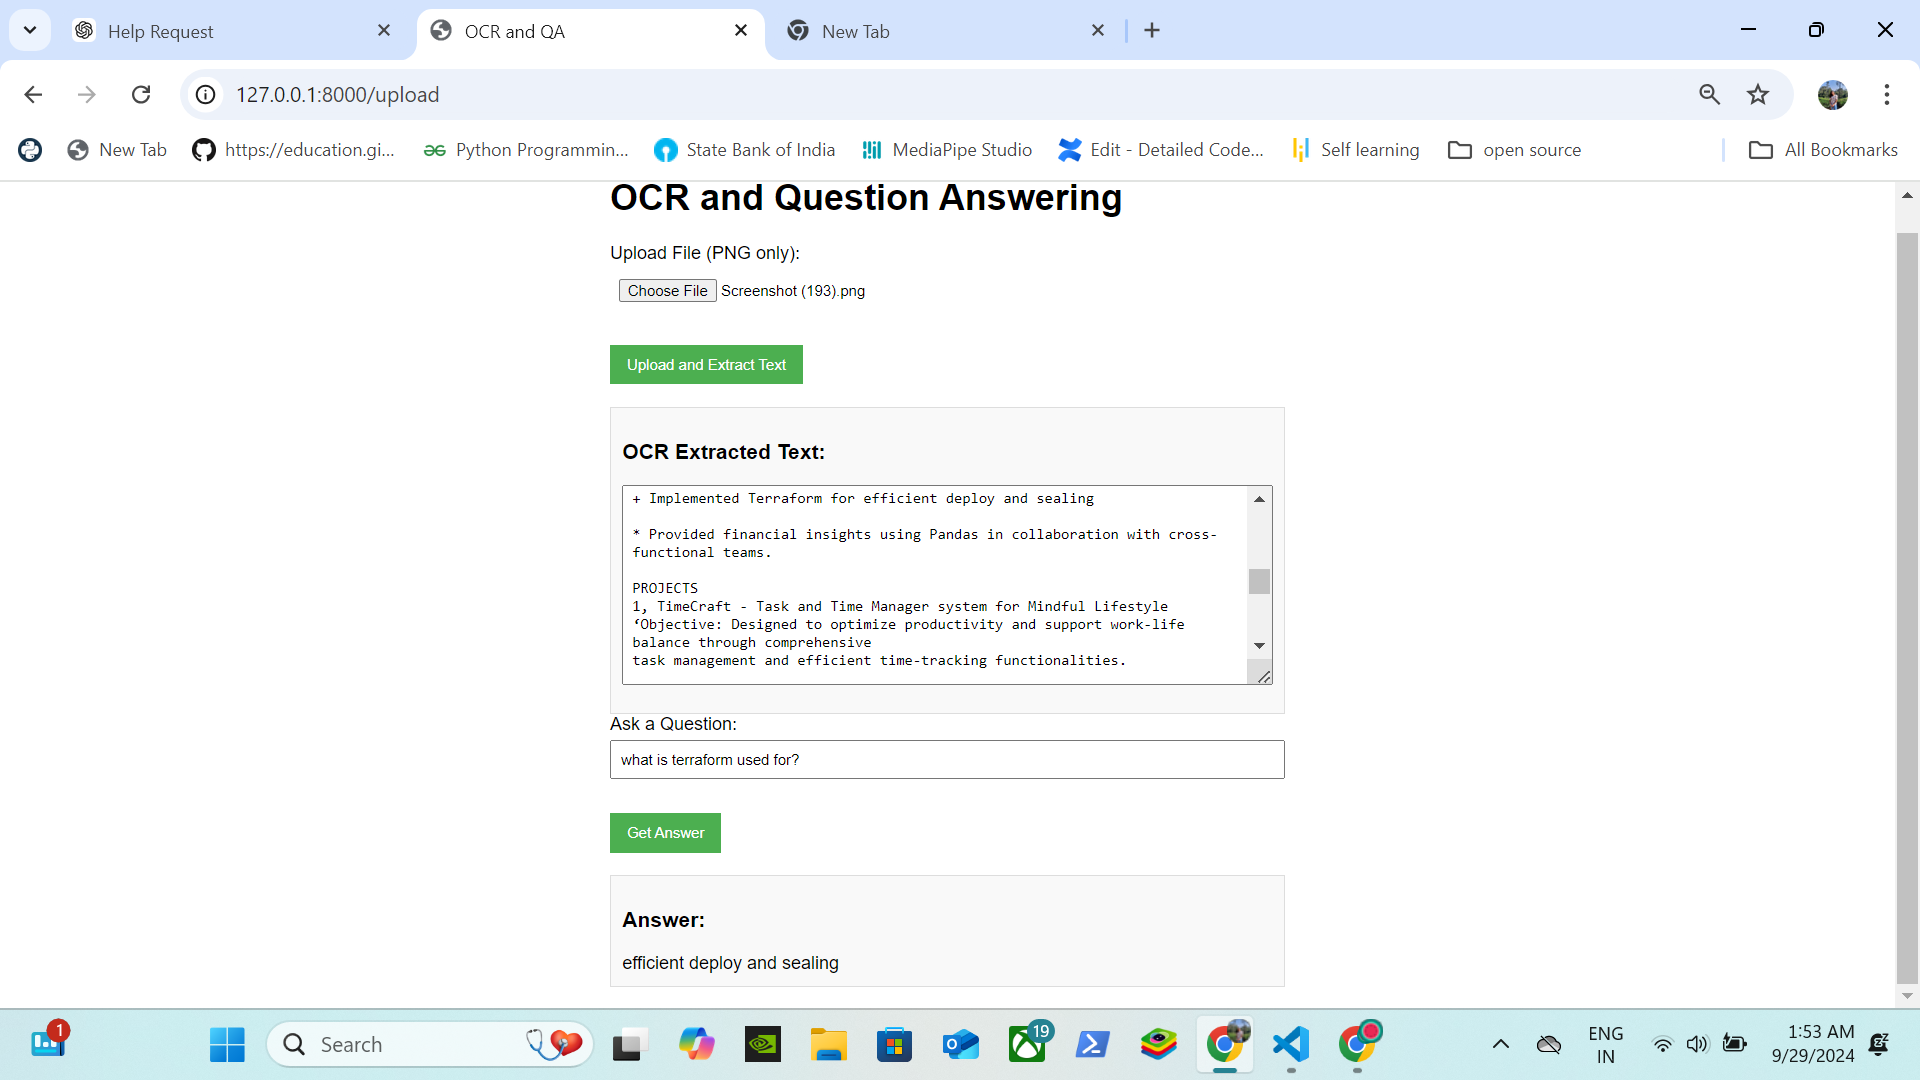 Help Request
OCR and QA
New Tab
127.0.0.1:8000/upload
New Tab
https://education.gi...
Python Programmin...
State Bank of India
MediaPipe Studio
Edit - Detailed Code...
Self learning
open source
All Bookmarks
OCR and Question Answering
Upload File (PNG only):
Choose File Screenshot (193).png
Upload and Extract Text
OCR Extracted Text:
+ Implemented Terraform for efficient deploy and sealing
* Provided financial insights using Pandas in collaboration with cross-
functional teams.
PROJECTS
1, TimeCraft - Task and Time Manager system for Mindful Lifestyle
‘Objective: Designed to optimize productivity and support work-life
balance through comprehensive
task management and efficient time-tracking functionalities.
Ask a Question:
what is terraform used for?
Get Answer
Answer:
efficient deploy and sealing
1
Search
19
ENG
IN
1:53 AM
9/29/2024